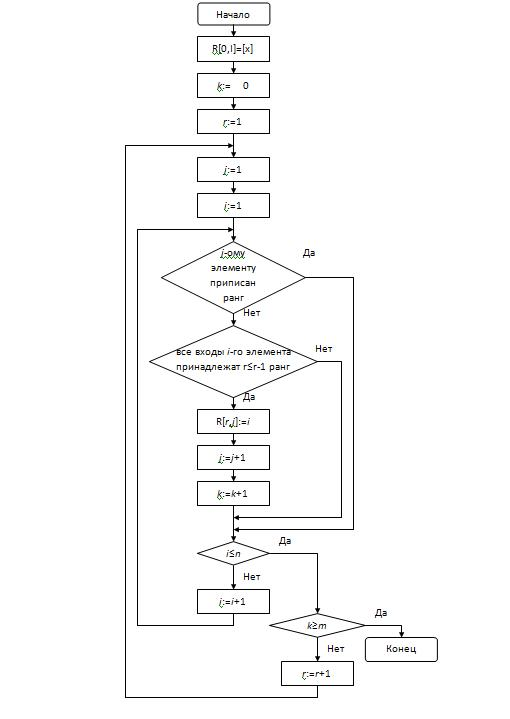 Начало
R[0,I]=[x]
k:= 0
r:=1
j:=1
i:=1
i-ому
элементу
приписан
ранг
Да
Нет
все входы i-го элемента
принадлежат r≤r-1 ранг
Нет
Да
R[r,j]:=i
j:=j+1
k:=k+1
i≤n
Да
Нет
i:=i+1
k≥m
Да
Конец
Нет
r:=r+1